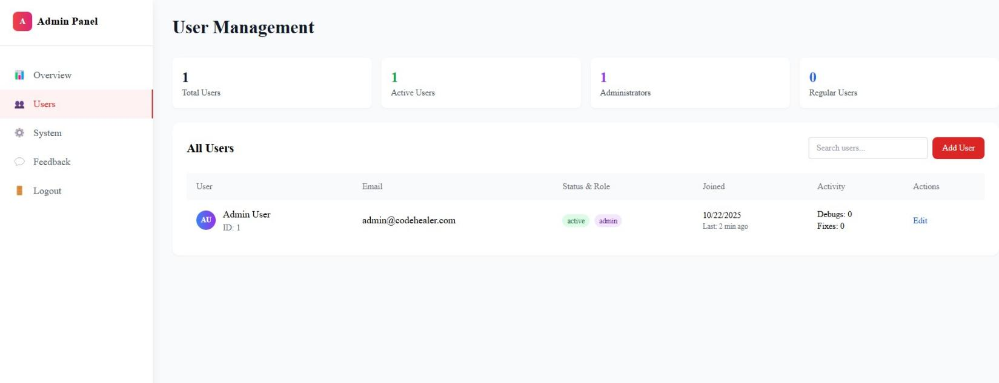 A Admin Panel
Overview
Users
System
Feedback
Logout
User Management
1
Total Users
1
Active Users
1
Administrators
0
Regular Users
All Users
Search users...
Add User
User Email Status & Role Joined Activity Actions
AU
Admin User
ID: 1
admin@codehealer.com
active admin
10/22/2025
Last: 2 min ago
Debugs: 0
Fixes: 0
Edit